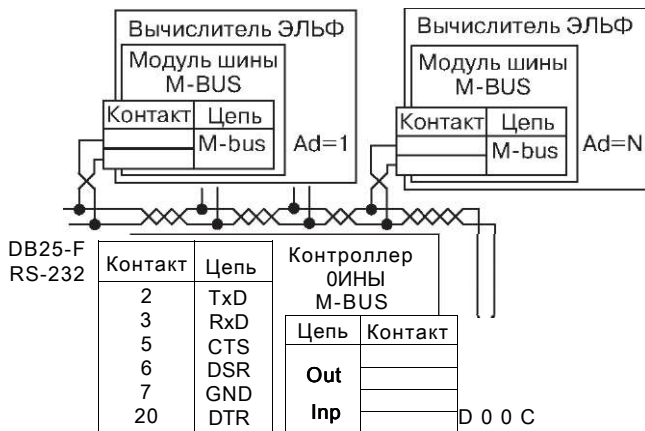 Вычислитель ЭЛЬФ
Модуль шины
M-BUS
Контакт Цепь
M-bus
Ad=1
Вычислитель ЭЛЬФ
Модуль шины
M-BUS
Контакт Цепь
M-bus
Ad=N
DB25-F
RS-232
Контакт Цепь
2 TxD
3 RxD
5 CTS
6 DSR
7 GND
20 DTR
Контроллер
0ИНЫ
M-BUS
Цепь Контакт
Out
Inp
D 0 0 C